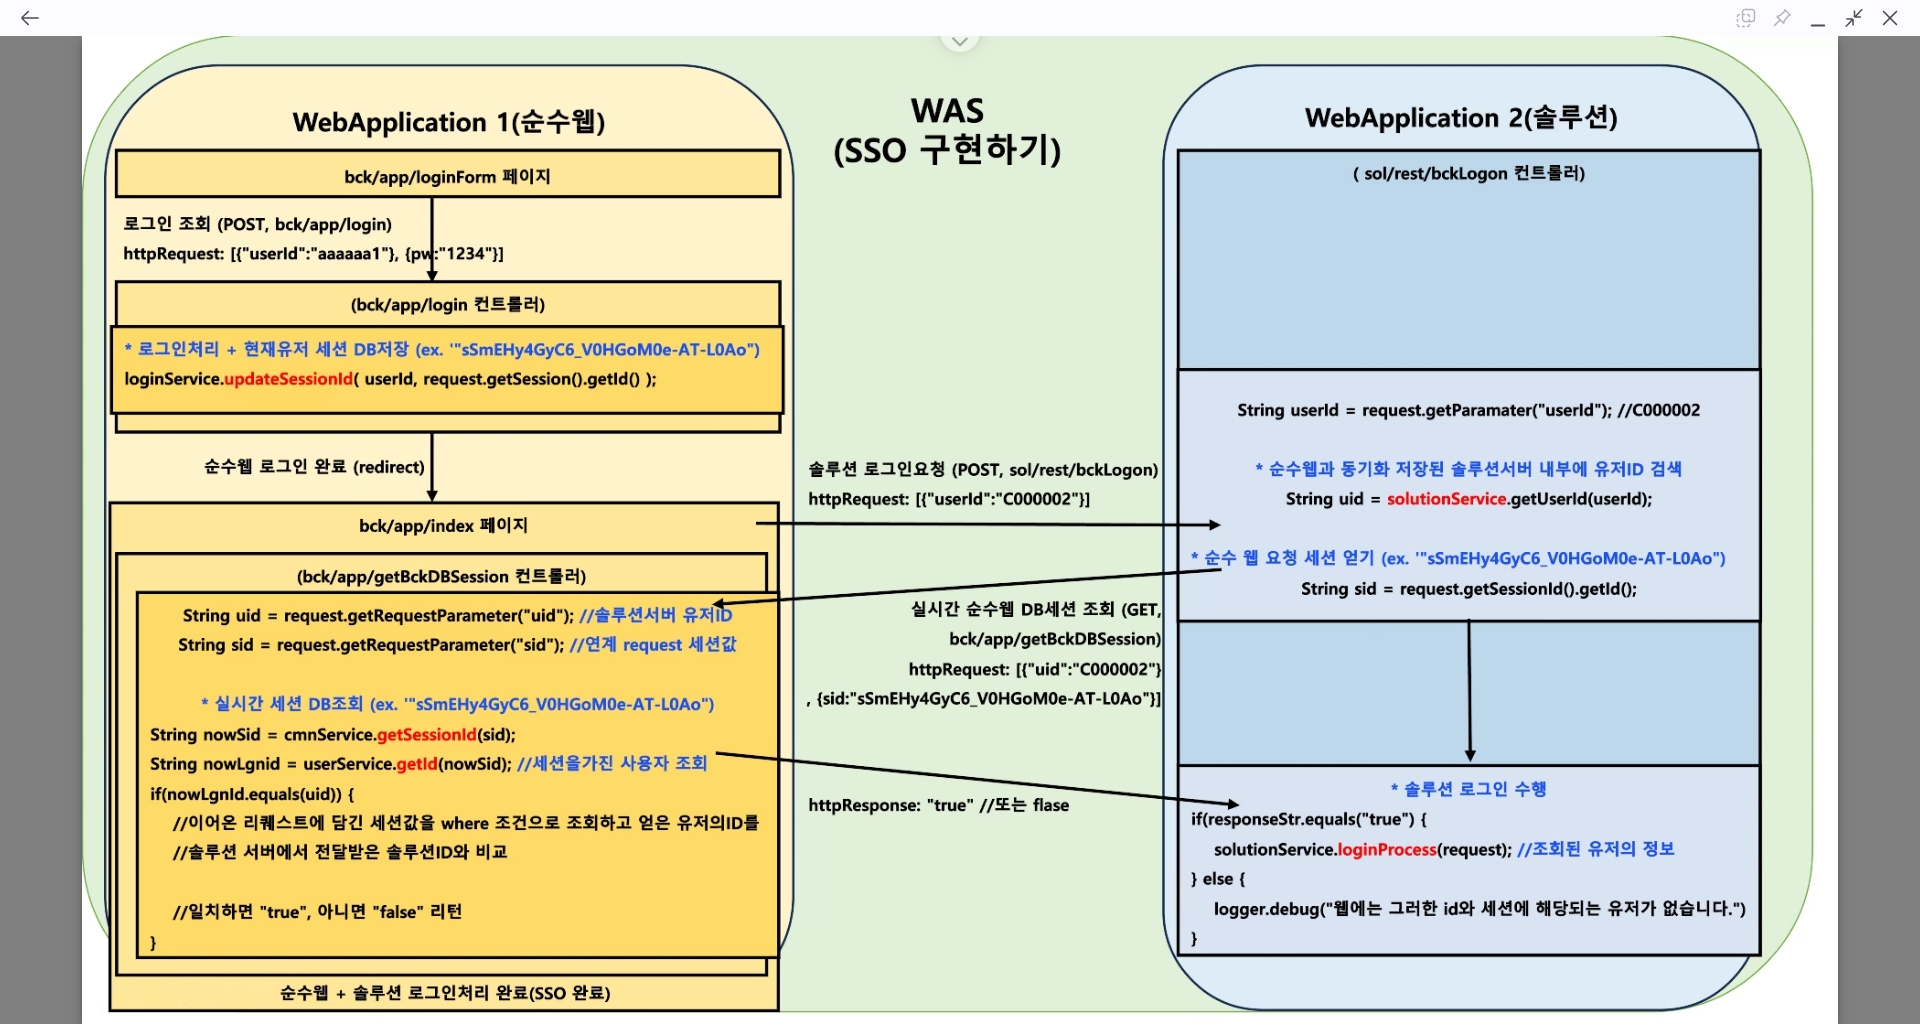 WAS
(SSO 구현하기)
WebApplication 1(순수웹)
bck/app/loginForm 페이지
로그인 조회 (POST, bck/app/login)
httpRequest: [{"userId":"aaaaaa1"}, {pw:"1234"}]
(bck/app/login 컨트롤러)
* 로그인처리 + 현재유저 세션 DB저장 (ex. '"sSmEHy4GyC6_V0HGoM0e-AT-L0Ao")
loginService.updateSessionId( userId, request.getSession().getId() );
순수웹 로그인 완료 (redirect)
bck/app/index 페이지
(bck/app/getBckDBSession 컨트롤러)
String uid = request.getRequestParameter("uid"); //솔루션서버 유저ID
String sid = request.getRequestParameter("sid"); //연계 request 세션값
* 실시간 세션 DB조회 (ex. '"sSmEHy4GyC6_V0HGoM0e-AT-L0Ao")
String nowSid = cmnService.getSessionId(sid);
String nowLgnid = userService.getId(nowSid); //세션을가진 사용자 조회
if(nowLgnId.equals(uid)) {
//이어온 리퀘스트에 담긴 세션값을 where 조건으로 조회하고 얻은 유저의ID를
//솔루션 서버에서 전달받은 솔루션ID와 비교
//일치하면 "true", 아니면 "false" 리턴
}
순수웹 + 솔루션 로그인처리 완료(SSO 완료)
솔루션 로그인요청 (POST, sol/rest/bckLogon)
httpRequest: [{"userId":"C000002"}]
실시간 순수웹 DB세션 조회 (GET,
bck/app/getBckDBSession)
httpRequest: [{"uid":"C000002"}
, {sid:"sSmEHy4GyC6_V0HGoM0e-AT-L0Ao"}]
httpResponse: "true" //또는 flase
WebApplication 2(솔루션)
( sol/rest/bckLogon 컨트롤러)
String userId = request.getParamater("userId"); //C000002
* 순수웹과 동기화 저장된 솔루션서버 내부에 유저ID 검색
String uid = solutionService.getUserId(userId);
* 순수 웹 요청 세션 얻기 (ex. '"sSmEHy4GyC6_V0HGoM0e-AT-L0Ao")
String sid = request.getSessionId().getId();
* 솔루션 로그인 수행
if(responseStr.equals("true") {
solutionService.loginProcess(request); //조회된 유저의 정보
} else {
logger.debug("웹에는 그러한 id와 세션에 해당되는 유저가 없습니다.")
}